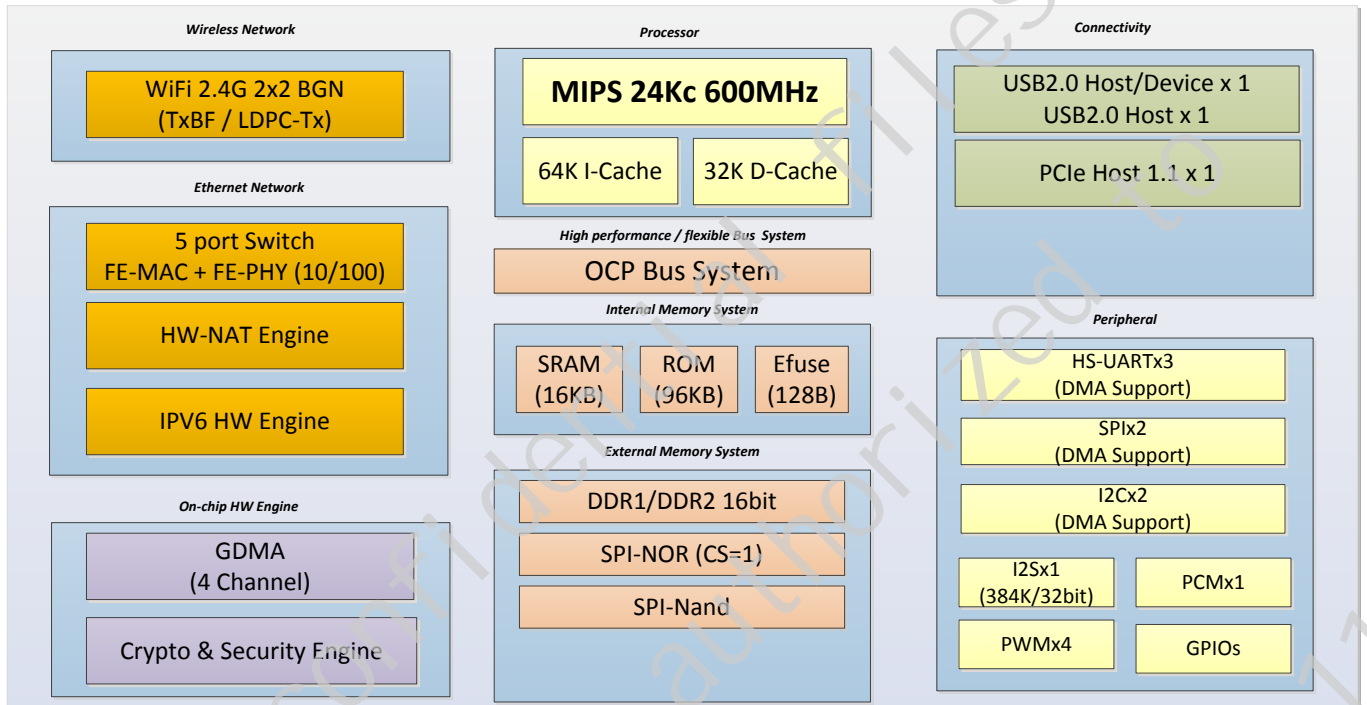 Wireless Network
WiFi 2.4G 2x2 BGN
(TxBF / LDPC-Tx)
Ethernet Network
5 port Switch
FE-MAC + FE-PHY (10/100)
HW-NAT Engine
IPV6 HW Engine
On-chip HW Engine
GDMA
(4 Channel)
Crypto & Security Engine
Processor
MIPS 24Kc 600MHz
64K I-Cache
32K D-Cache
High performance / flexible Bus System
OCP Bus System
Internal Memory System
SRAM
(16KB)
ROM
(96KB)
Efuse
(128B)
External Memory System
DDR1/DDR2 16bit
SPI-NOR (CS=1)
SPI-Nand
Connectivity
USB2.0 Host/Device x 1
USB2.0 Host x 1
PCIe Host 1.1 x 1
Peripheral
HS-UARTx3
(DMA Support)
SPIx2
(DMA Support)
I2Cx2
(DMA Support)
I2Sx1
(384K/32bit)
PCMx1
PWMx4
GPIOs
confidential files
authorized to